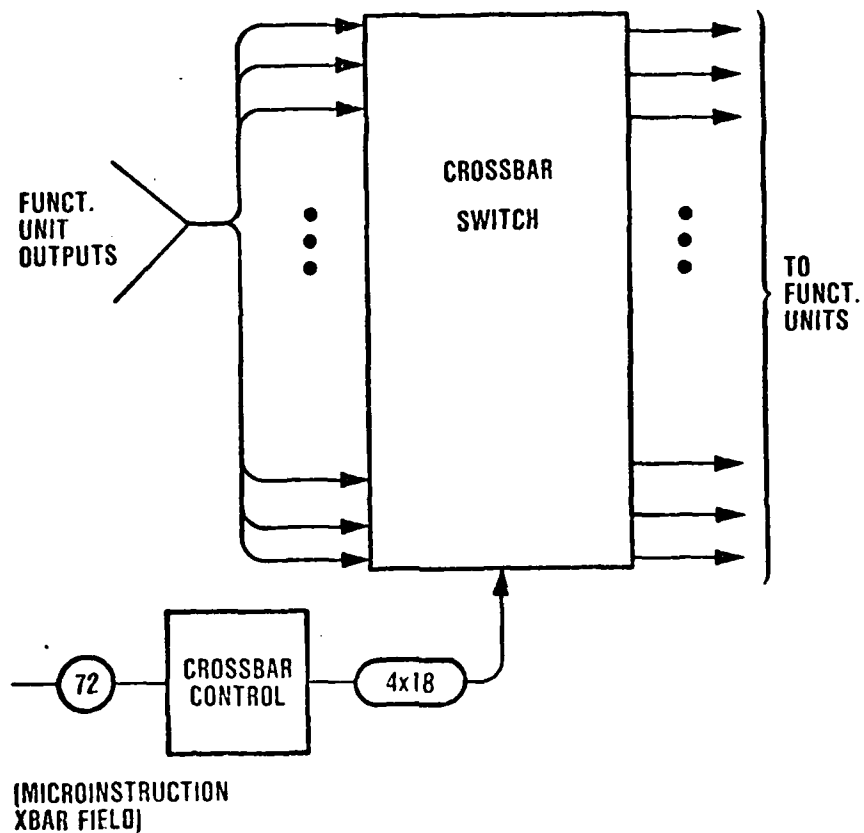 FUNCT.
UNIT
OUTPUTS
CROSSBAR
SWITCH
TO
FUNCT.
UNITS
72
CROSSBAR
CONTROL
4x18
(MICROINSTRUCTION
XBAR FIELD)